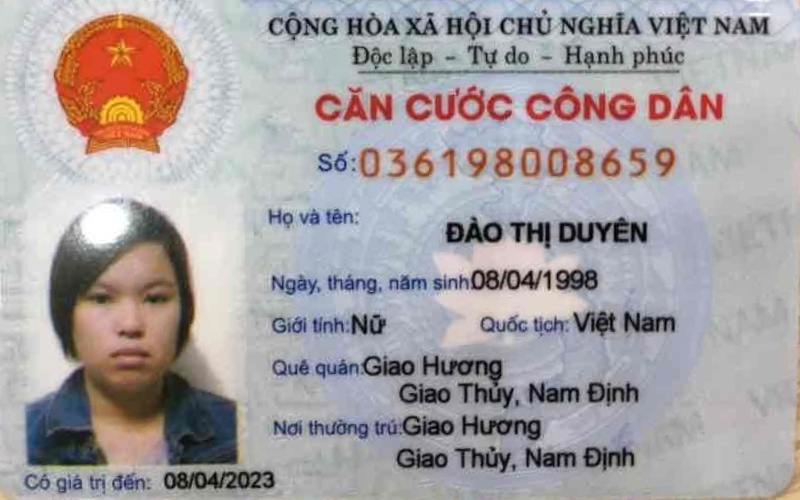 CỘNG HÒA XÃ HỘI CHỦ NGHĨA VIỆT NAM
Độc lập - Tự do - Hạnh phúc
CĂN CƯỚC CÔNG DÂN
Số: 036198008659
Họ và tên:
ĐÀO THỊ DUYÊN
Ngày, tháng, năm sinh: 08/04/1998
Giới tính: Nữ Quốc tịch: Việt Nam
Quê quán: Giao Hương
Giao Thủy, Nam Định
Nơi thường trú: Giao Hương
Giao Thủy, Nam Định
Có giá trị đến: 08/04/2023